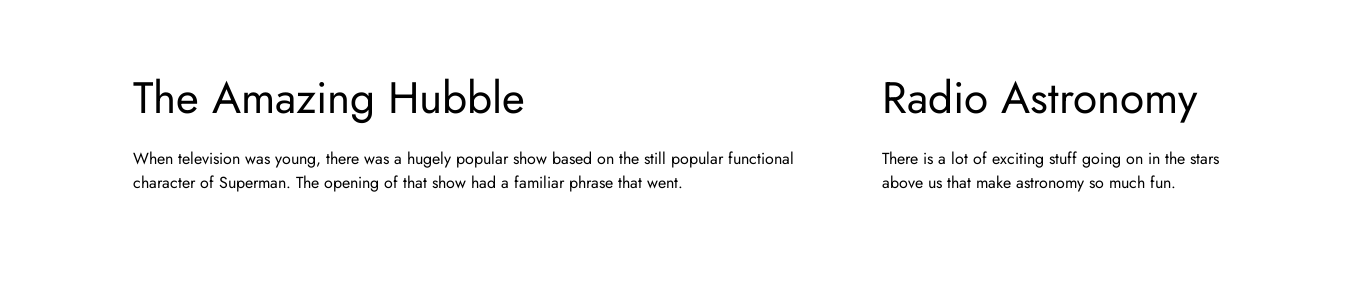 The Amazing Hubble
When television was young, there was a hugely popular show based on the still popular functional
character of Superman. The opening of that show had a familiar phrase that went.
Radio Astronomy
There is a lot of exciting stuff going on in the stars
above us that make astronomy so much fun.